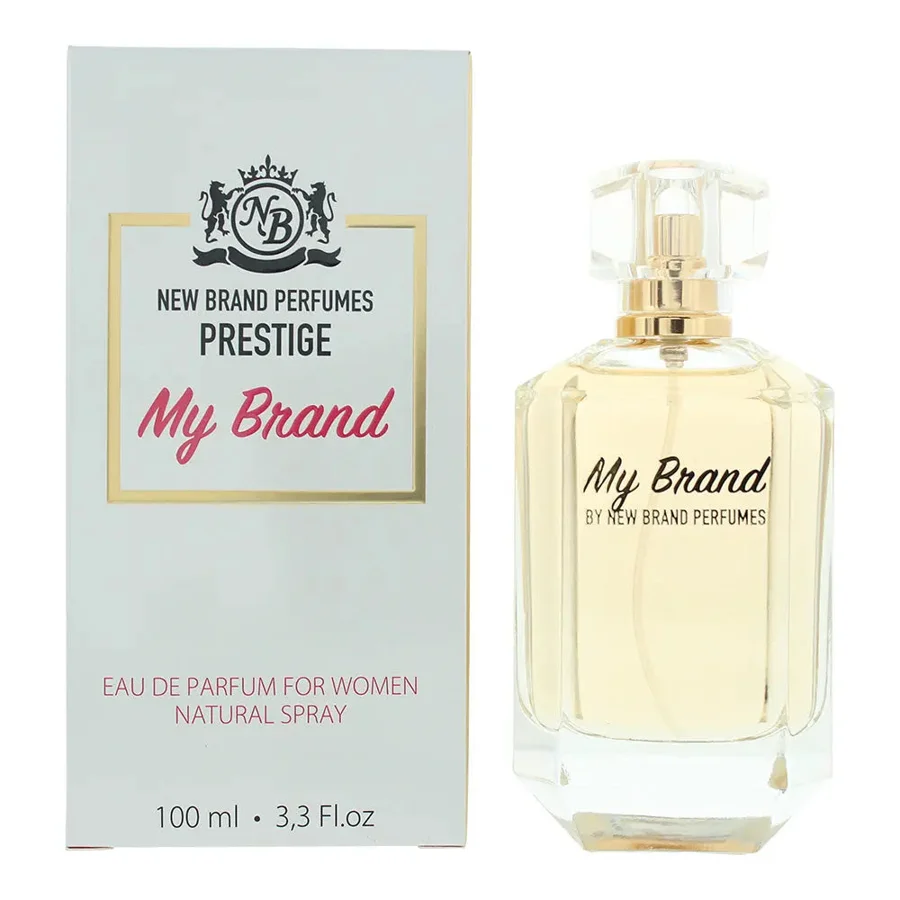 NB
NEW BRAND PERFUMES
PRESTIGE
My Brand
EAU DE PARFUM FOR WOMEN
NATURAL SPRAY
100 ml • 3,3 Fl.oz
My Brand
BY NEW BRAND PERFUMES